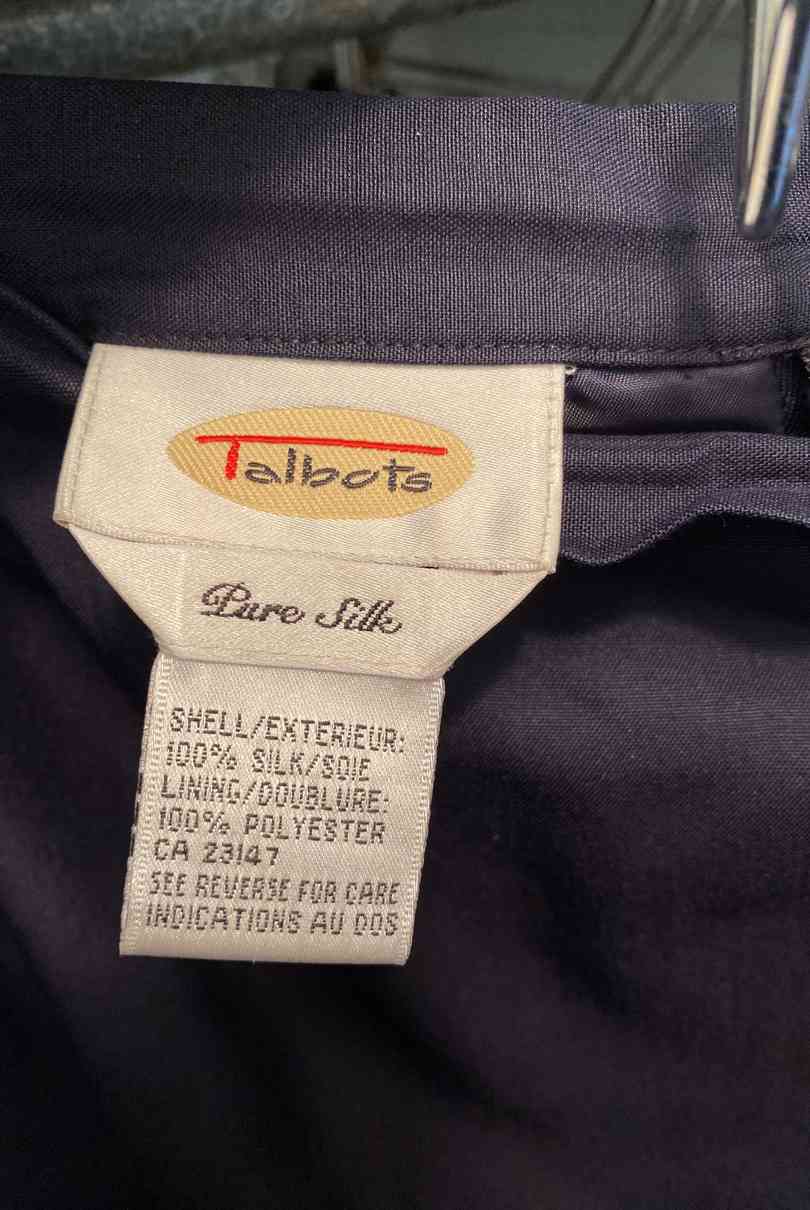 Talbots
Pure Silk
SHELL/EXTERIEUR:
100% SILK/SOIE
LINING/DOUBLURE:
100% POLYESTER
CA 23147
SEE REVERSE FOR CARE
INDICATIONS AU DOS